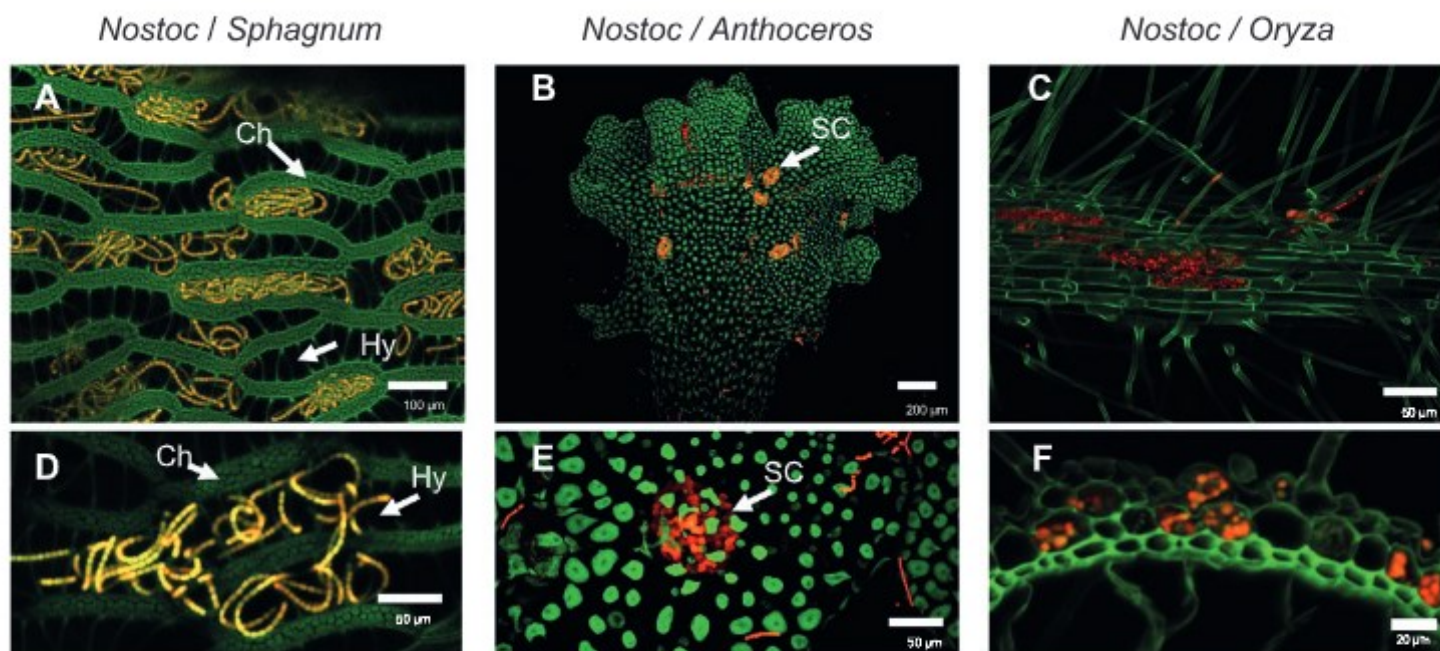 Nostoc / Sphagnum
Nostoc / Anthoceros
Nostoc / Oryza
A
Ch
Hy
100 µm
B
SC
200 µm
C
50 µm
D
Ch
Hy
50 µm
E
SC
50 µm
F
20 µm